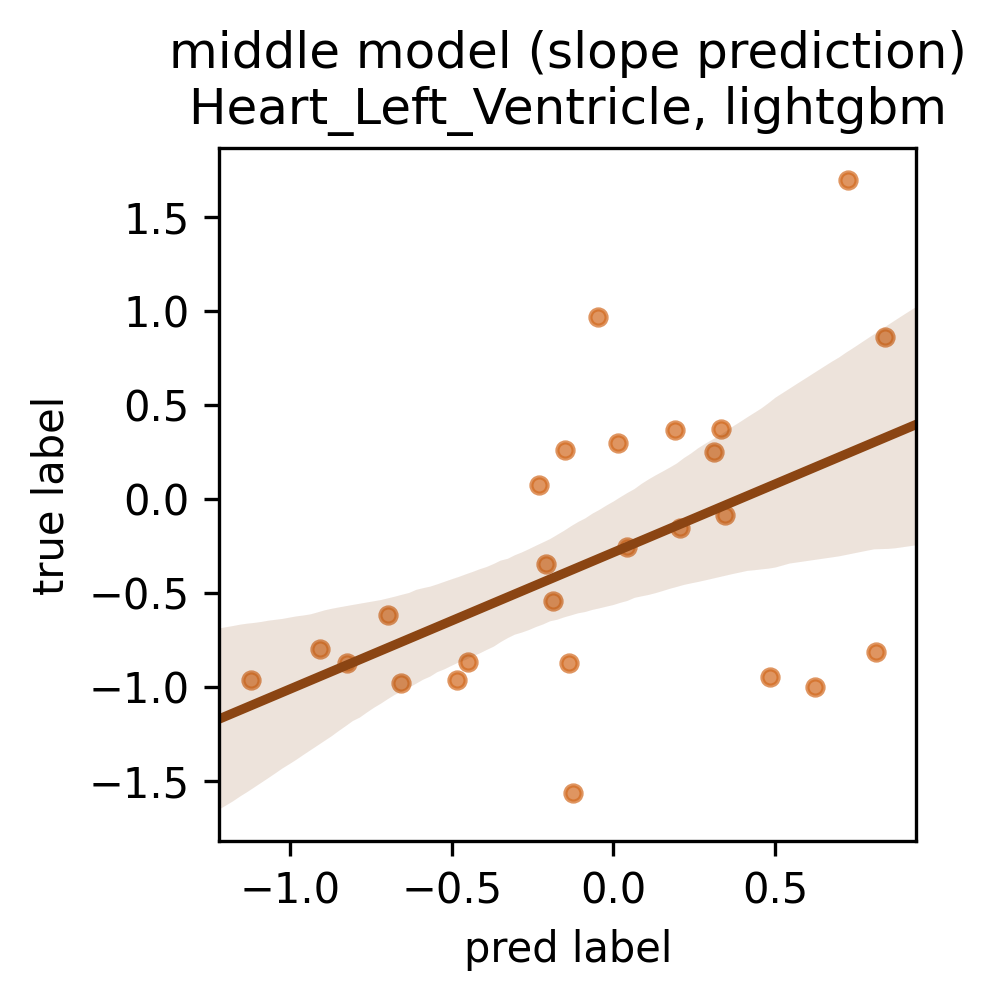 middle model (slope prediction)
Heart_Left_Ventricle, lightgbm
1.5
1.0
0.5
0.0
−0.5
−1.0
−1.5
true label
−1.0
−0.5
0.0
0.5
pred label